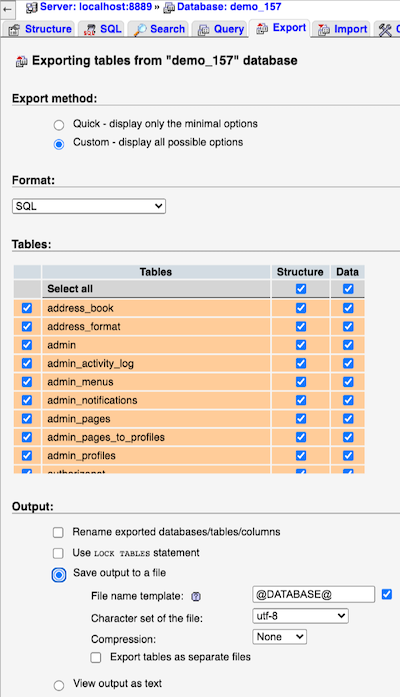 ← Server: localhost:8889 » Database: demo_157
Structure SQL Search Query Export Import
Exporting tables from "demo_157" database
Export method:
Quick - display only the minimal options
Custom - display all possible options
Format:
SQL
Tables:
Tables Structure Data
Select all
address_book
address_format
admin
admin_activity_log
admin_menus
admin_notifications
admin_pages
admin_pages_to_profiles
admin_profiles
Output:
Rename exported databases/tables/columns
Use LOCK TABLES statement
Save output to a file
File name template: @DATABASE@
Character set of the file: utf-8
Compression: None
Export tables as separate files
View output as text